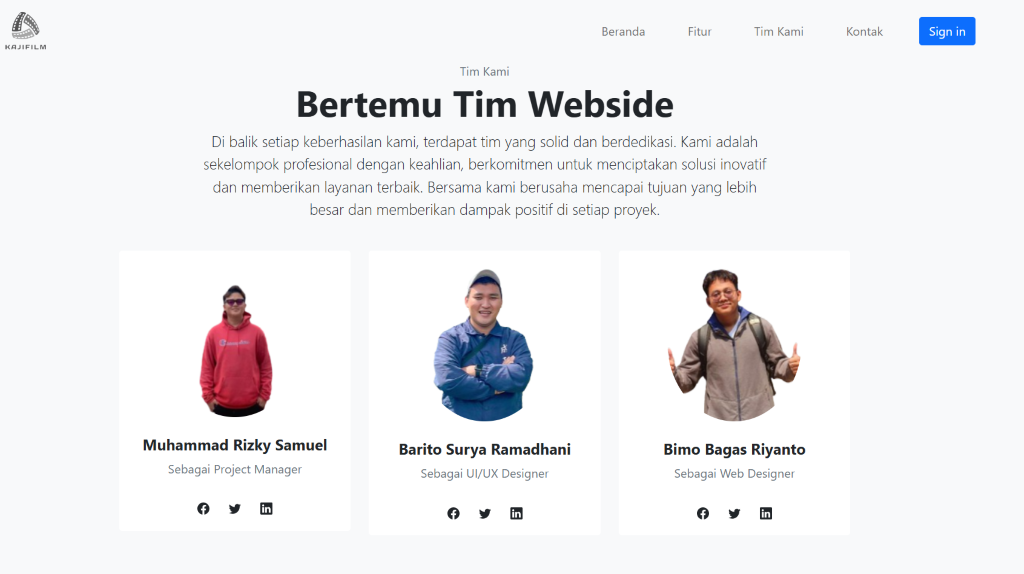 KAJIFILM
Beranda
Fitur
Tim Kami
Kontak
Sign in
Tim Kami
Bertemu Tim Webside
Di balik setiap keberhasilan kami, terdapat tim yang solid dan berdedikasi. Kami adalah
sekelompok profesional dengan keahlian, berkomitmen untuk menciptakan solusi inovatif
dan memberikan layanan terbaik. Bersama kami berusaha mencapai tujuan yang lebih
besar dan memberikan dampak positif di setiap proyek.
Muhammad Rizky Samuel
Sebagai Project Manager
Barito Surya Ramadhani
Sebagai UI/UX Designer
Bimo Bagas Riyanto
Sebagai Web Designer